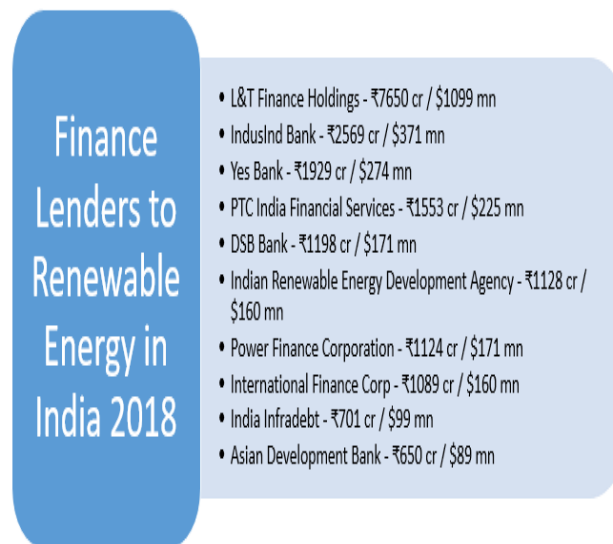 Finance
Lenders to
Renewable
Energy in
India 2018
• L&T Finance Holdings - ₹7650 cr / $1099 mn
• IndusInd Bank - ₹2569 cr / $371 mn
• Yes Bank - ₹1929 cr / $274 mn
• PTC India Financial Services - ₹1553 cr / $225 mn
• DSB Bank - ₹1198 cr / $171 mn
• Indian Renewable Energy Development Agency - ₹1128 cr /
$160 mn
• Power Finance Corporation - ₹1124 cr / $171 mn
• International Finance Corp - ₹1089 cr / $160 mn
• India Infradebt - ₹701 cr / $99 mn
• Asian Development Bank - ₹650 cr / $89 mn